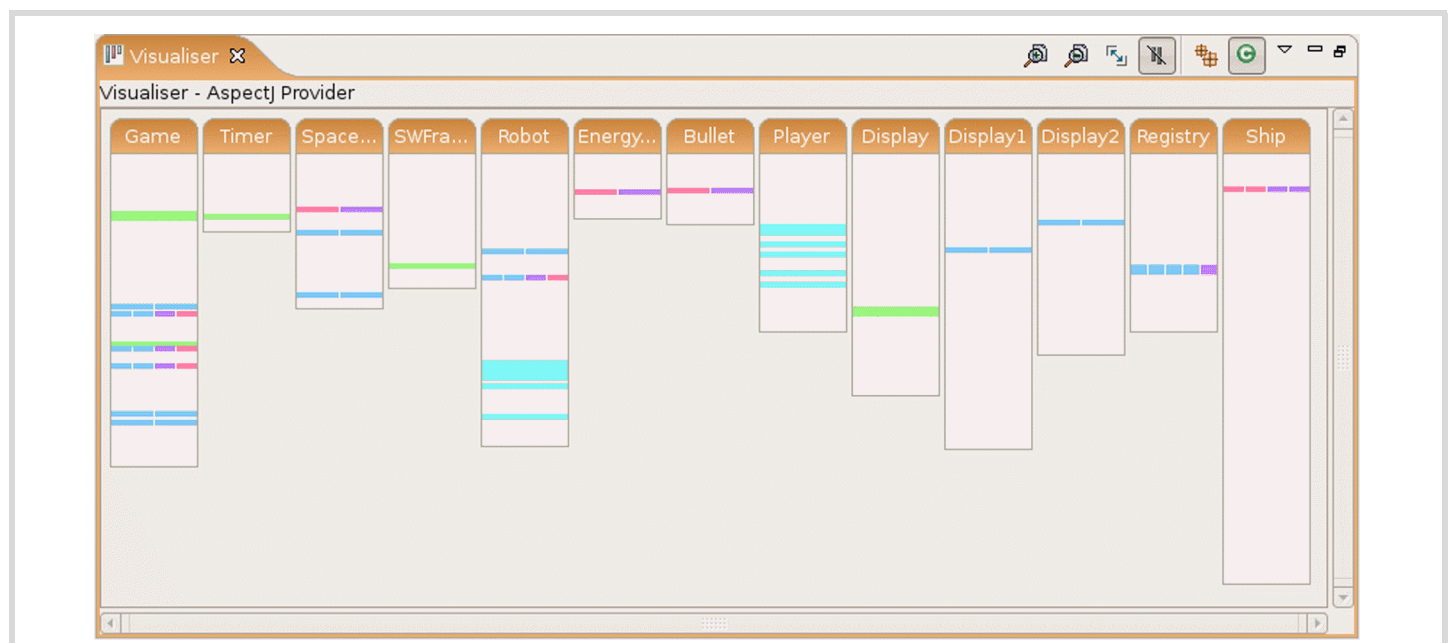 Visualiser
Visualiser - AspectJ Provider
Game Timer Space... SWFra... Robot Energy... Bullet Player Display Display1 Display2 Registry Ship